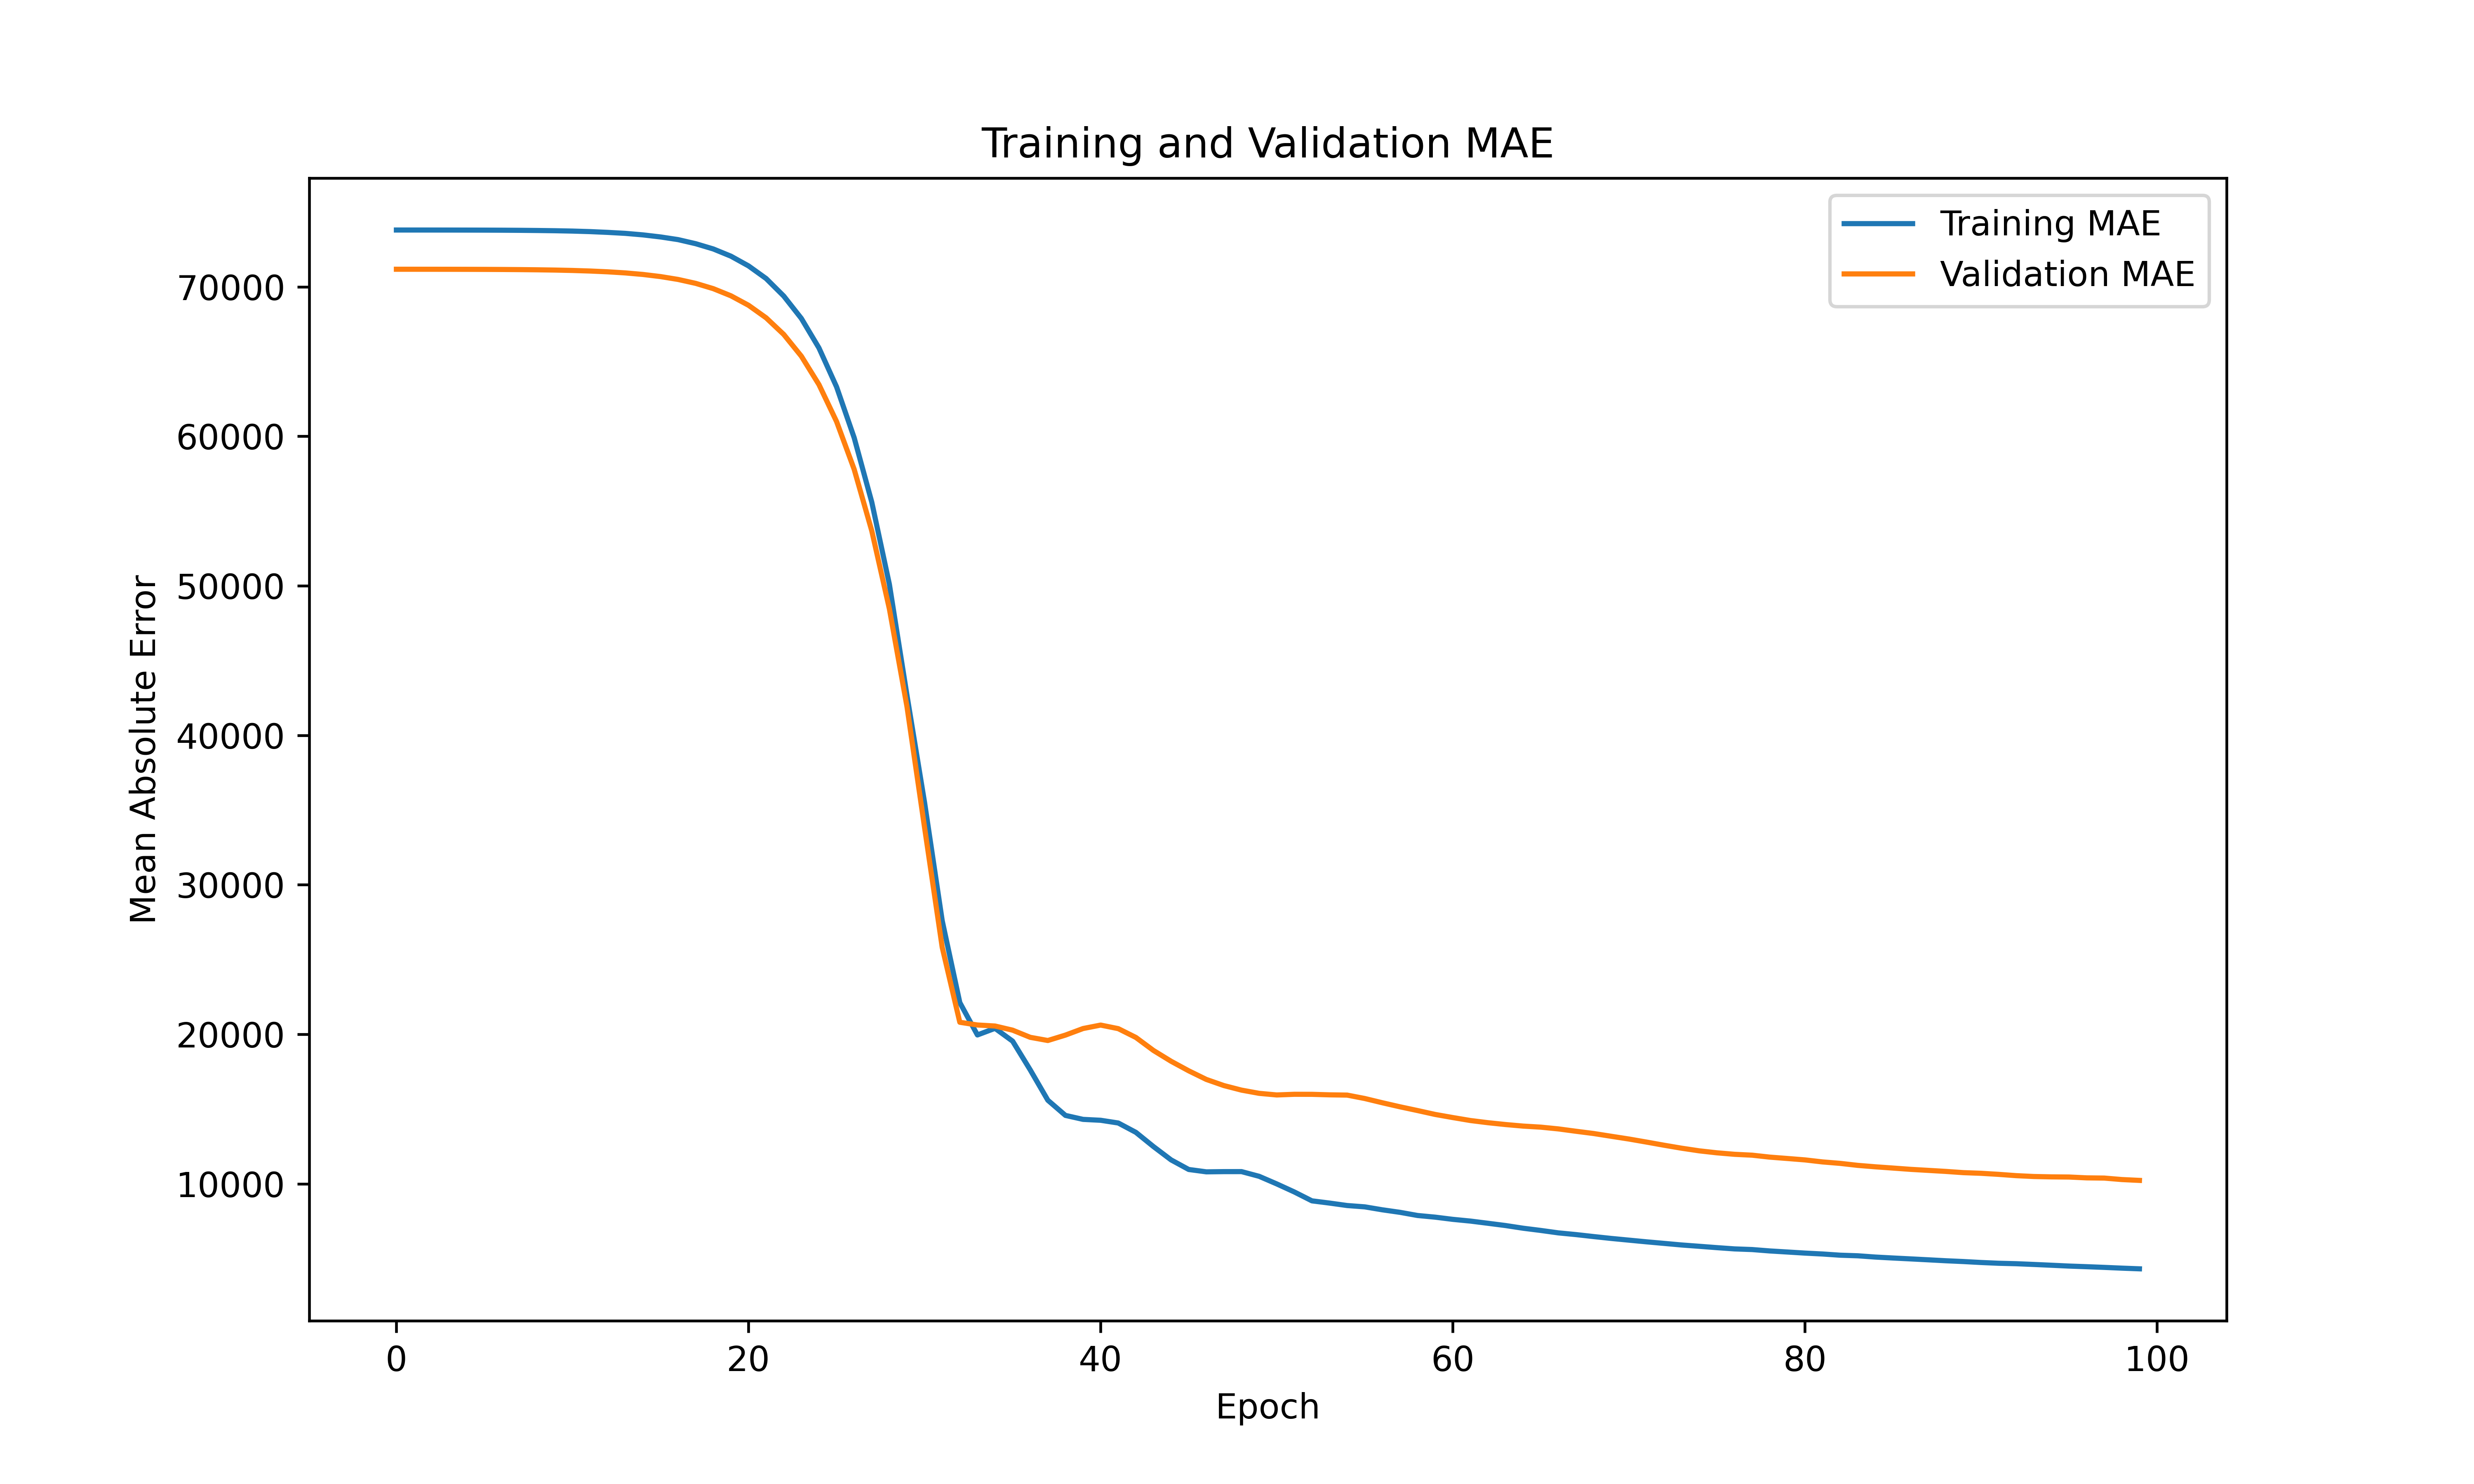 Training and Validation MAE
Training MAE
Validation MAE
Mean Absolute Error
70000
60000
50000
40000
30000
20000
10000
0 20 40 60 80 100
Epoch